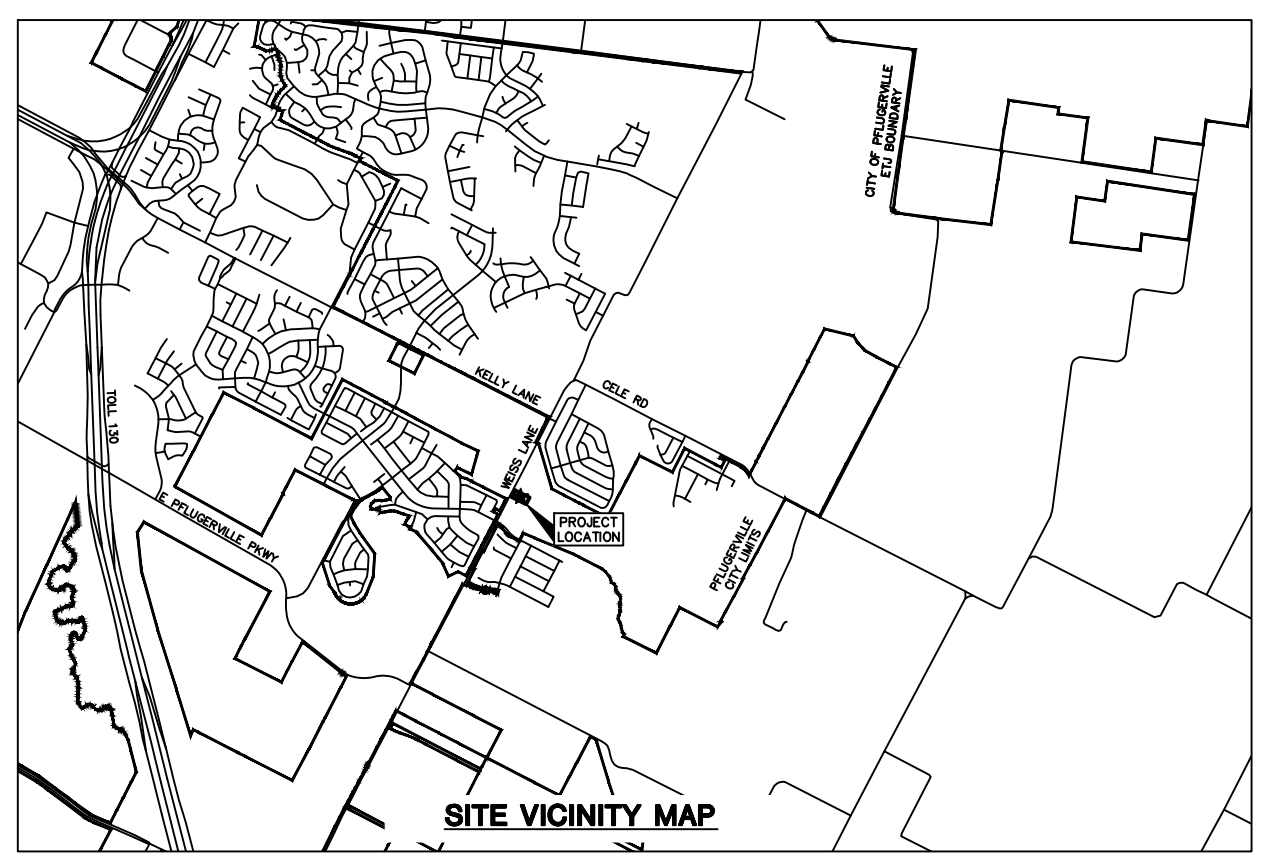 CITY OF PFLUGERVILLE
ETJ BOUNDARY
KELLY LANE
CELE RD
TOLL 130
WEISS LANE
E PFLUGERVILLE PKWY
PROJECT
LOCATION
PFLUGERVILLE
CITY LIMITS
SITE VICINITY MAP